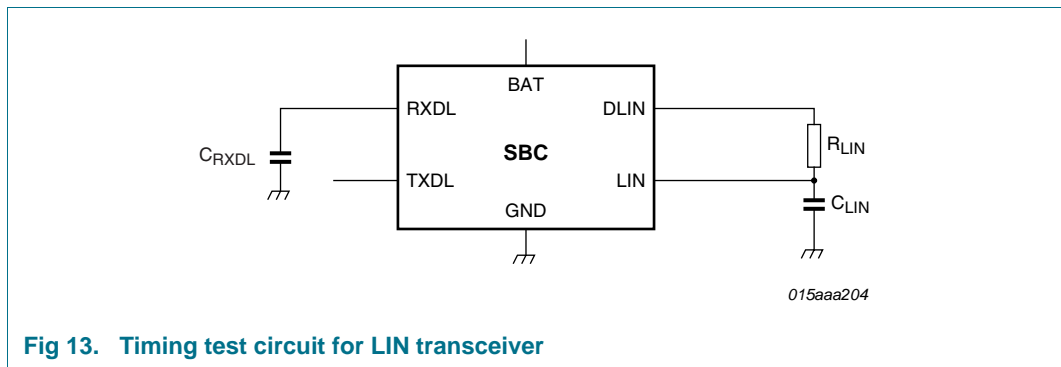 BAT
RXDL
DLIN
CRXDL
SBC
RLIN
TXDL
LIN
CLIN
GND
015aaa204
Fig 13. Timing test circuit for LIN transceiver